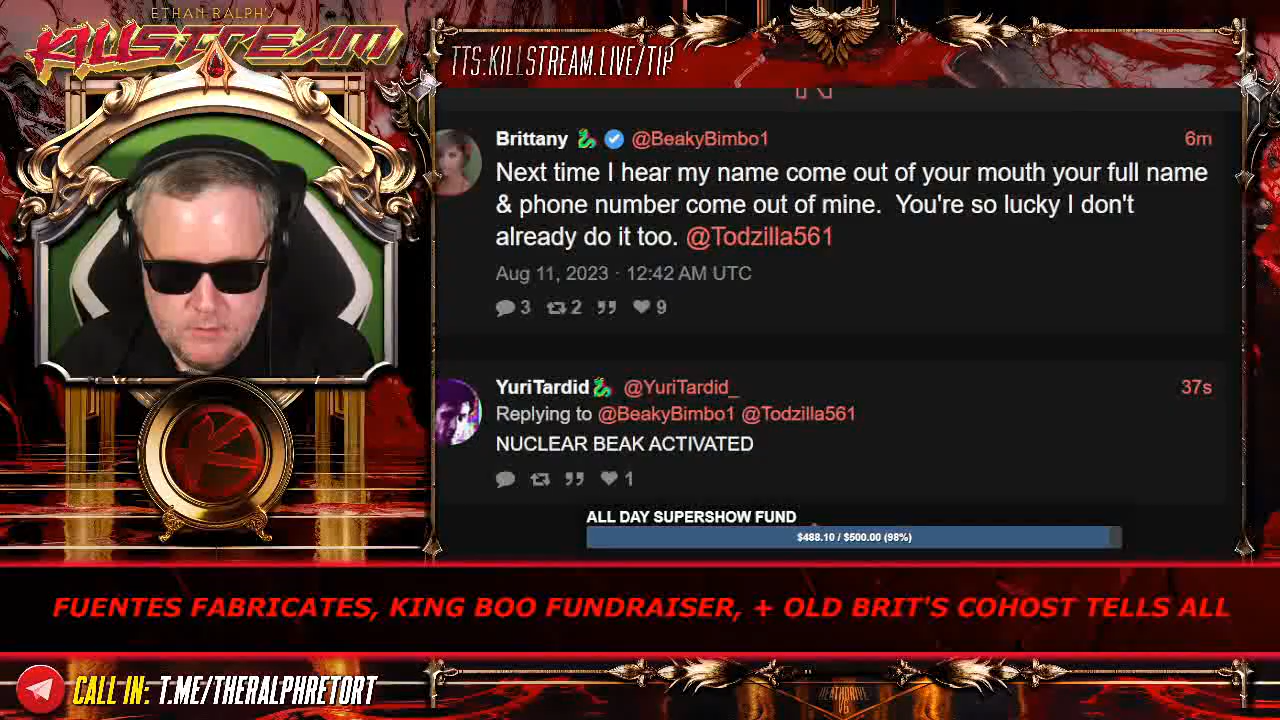 ETHAN RALPH'S
KILLSTREAM
TTS:KILLSTREAM.LIVE/TIP
Brittany 🐉 @BeakyBimbo1 6m
Next time I hear my name come out of your mouth your full name
& phone number come out of mine. You're so lucky I don't
already do it too. @Todzilla561
Aug 11, 2023 · 12:42 AM UTC
3 2 9
YuriTardid🐉 @YuriTardid_ 37s
Replying to @BeakyBimbo1 @Todzilla561
NUCLEAR BEAK ACTIVATED
1
ALL DAY SUPERSHOW FUND
$488.10 / $500.00 (98%)
FUENTES FABRICATES, KING BOO FUNDRAISER, + OLD BRIT'S COHOST TELLS ALL
CALL IN: T.ME/THERALPHRETORT